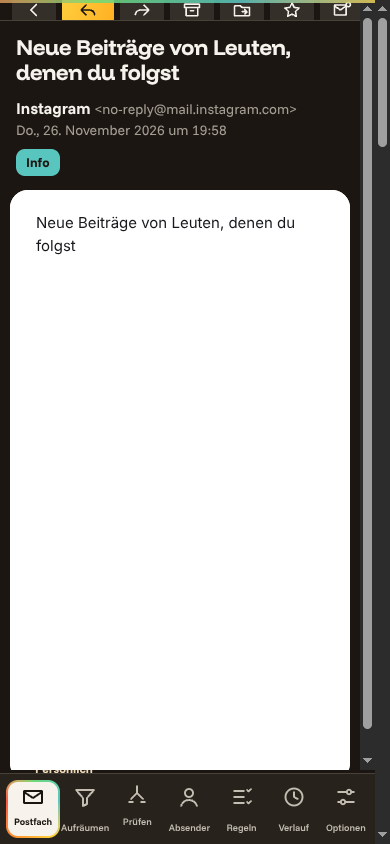 Neue Beiträge von Leuten,
denen du folgst
Instagram <no-reply@mail.instagram.com>
Do., 26. November 2026 um 19:58
Info
Neue Beiträge von Leuten, denen du
folgst
Persönlich
Postfach
Aufräumen
Prüfen
Absender
Regeln
Verlauf
Optionen